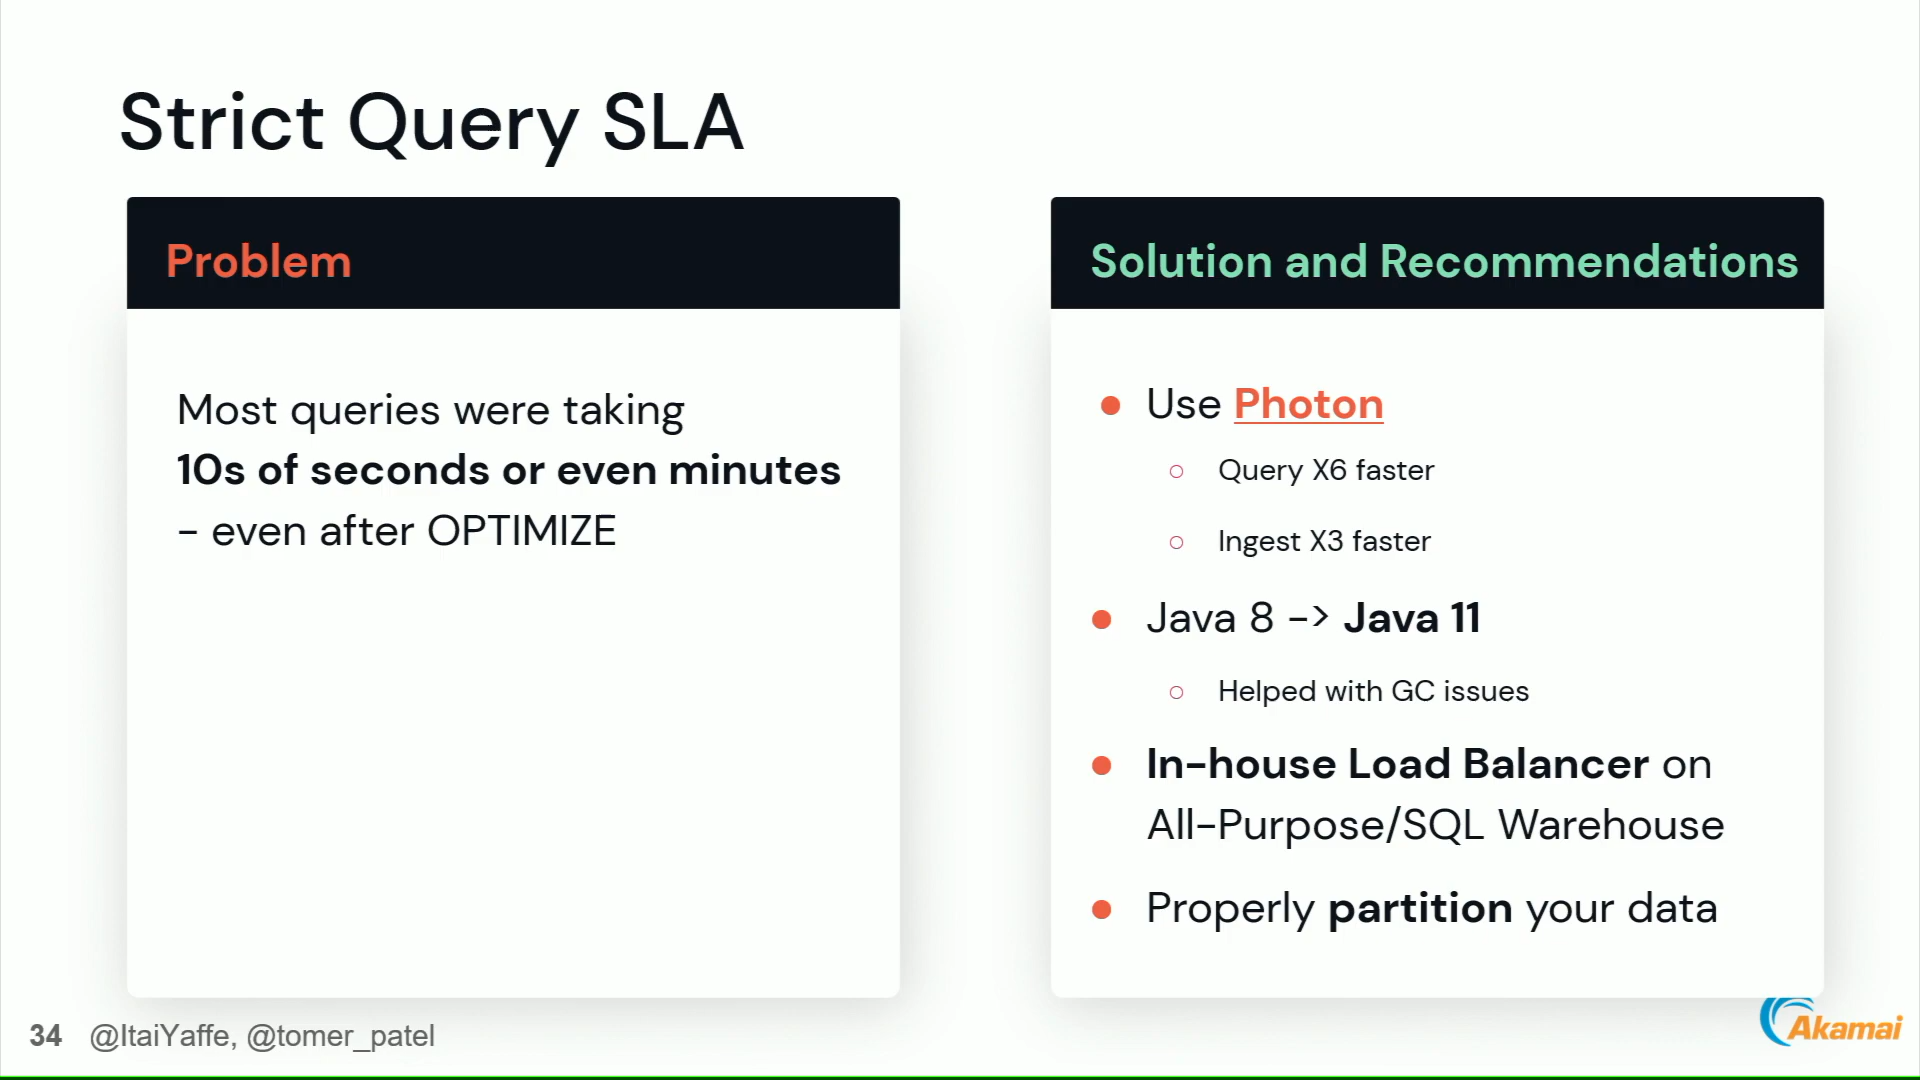 Strict Query SLA
Problem
Most queries were taking
10s of seconds or even minutes
- even after OPTIMIZE
Solution and Recommendations
Use Photon
Query X6 faster
Ingest X3 faster
Java 8 -> Java 11
Helped with GC issues
In-house Load Balancer on
All-Purpose/SQL Warehouse
Properly partition your data
34 @ItaiYaffe, @tomer_patel
Akamai